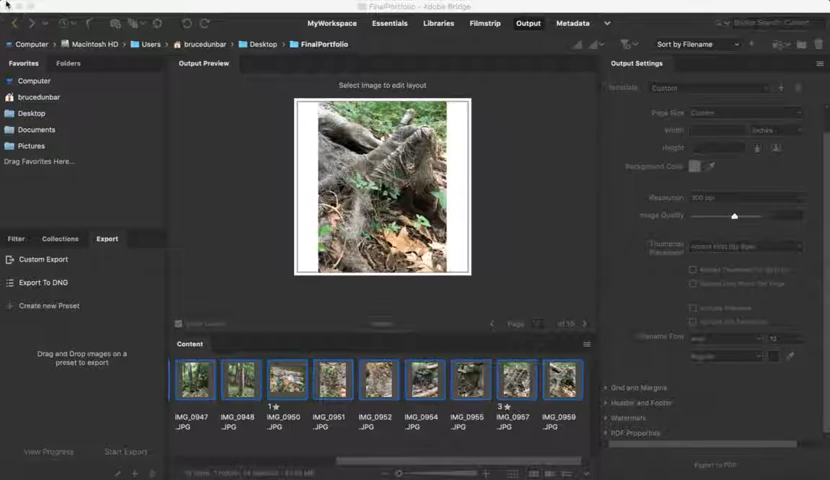 FinalPortfolio - Adobe Bridge
MyWorkspace Essentials Libraries Filmstrip Output Metadata
Computer Macintosh HD Users brucedunbar Desktop FinalPortfolio
Sort by Filename
Favorites Folders
Computer
brucedunbar
Desktop
Documents
Pictures
Drag Favorites Here...
Filter Collections Export
Custom Export
Export To DNG
Create new Preset
Drag and Drop images on a
preset to export
View Progress Start Export
Output Preview
Select Image to edit layout
Page
Content
1
3
IMG_0947
.JPG
IMG_0948
.JPG
IMG_0950
.JPG
IMG_0951
.JPG
IMG_0952
.JPG
IMG_0954
.JPG
IMG_0955
.JPG
IMG_0957
.JPG
IMG_0959
.JPG
Output Settings
Template Custom
Page Size Custom
Width Inches
Height
Background Color
Resolution 300 ppi
Image Quality
Thumbnail
Placement
12
Regular
Grid and Margins
Header and Footer
Watermark
PDF Properties
Export to PDF